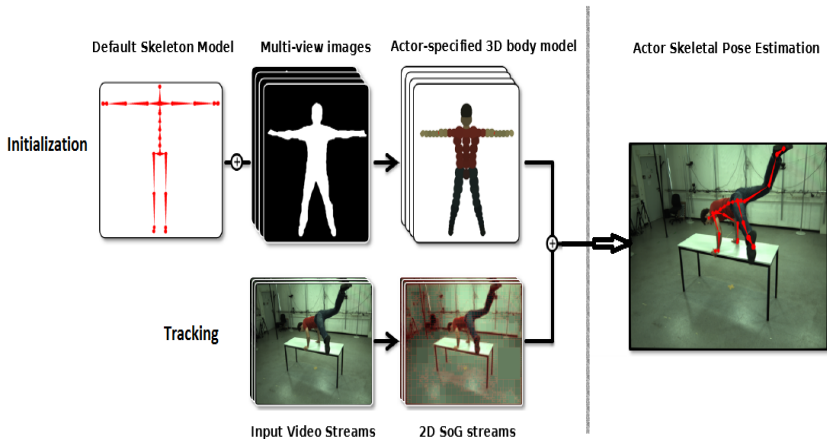 Default Skeleton Model
Multi-view images
Actor-specified 3D body model
Actor Skeletal Pose Estimation
Initialization
Tracking
Input Video Streams
2D SoG streams